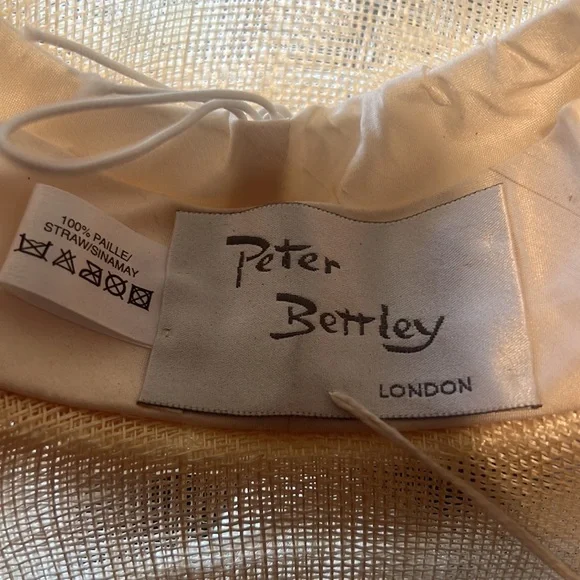 100% PAILLE/
STRAW/SINAMAY
Peter
Bettley
LONDON